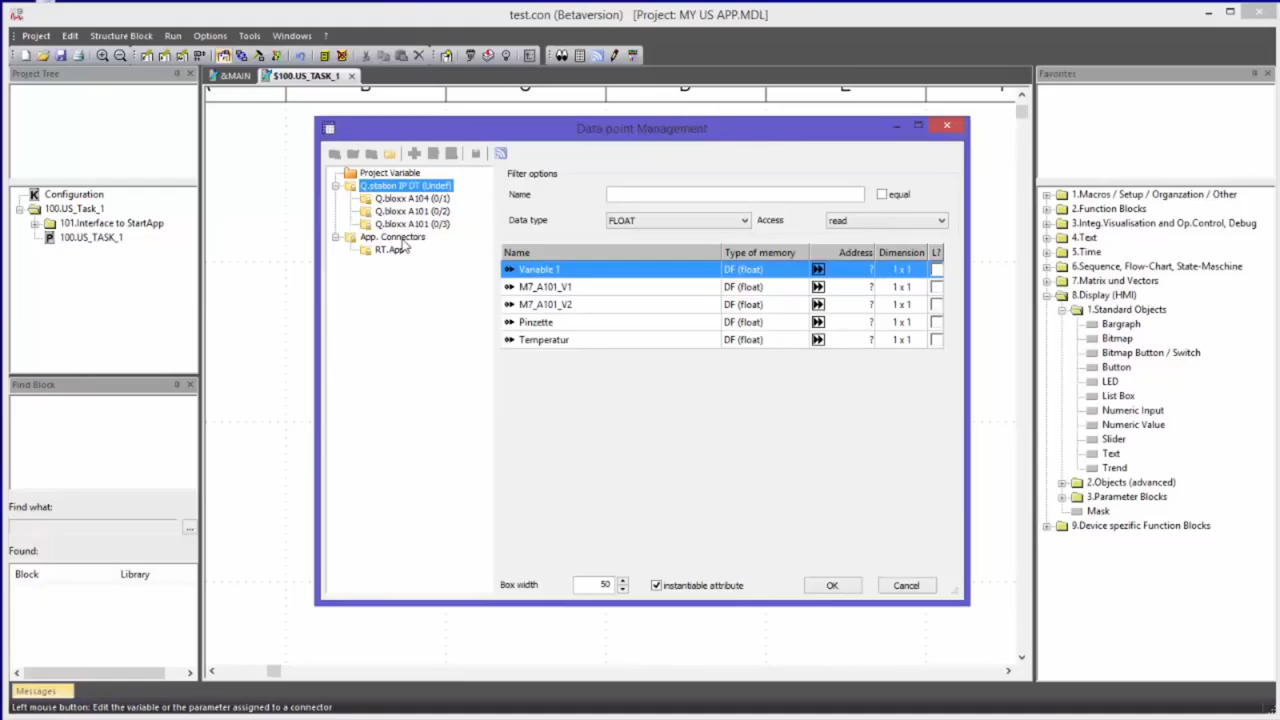 test.con (Betaversion) [Project: MY US APP.MDL]
Project Edit Structure Block Run Options Tools Windows ?
Project Tree
&MAIN
$100.US_TASK_1
Favorites
Configuration
100.US_Task_1
101.Interface to StartApp
100.US_TASK_1
Find Block
Find what:
...
Found:
Block Library
Data point Management
Project Variable
Q.station IP DT (Undef)
Q.bloxx A104 (0/1)
Q.bloxx A101 (0/2)
Q.bloxx A101 (0/3)
App. Connectors
RT.App
Filter options
Name
equal
Data type FLOAT Access read
Name Type of memory Address Dimension L?
Variable 1 DF (float) ? 1 x 1
M7_A101_V1 DF (float) ? 1 x 1
M7_A101_V2 DF (float) ? 1 x 1
Pinzette DF (float) ? 1 x 1
Temperatur DF (float) ? 1 x 1
Box width 50 instantiable attribute OK Cancel
1.Macros / Setup / Organzation / Other
2.Function Blocks
3.Integ.Visualisation and Op.Control, Debug
4.Text
5.Time
6.Sequence, Flow-Chart, State-Maschine
7.Matrix und Vectors
8.Display (HMI)
1.Standard Objects
Bargraph
Bitmap
Bitmap Button / Switch
Button
LED
List Box
Numeric Input
Numeric Value
Slider
Text
Trend
2.Objects (advanced)
3.Parameter Blocks
Mask
9.Device spezific Function Blocks
Messages
Left mouse button: Edit the variable or the parameter assigned to a connector